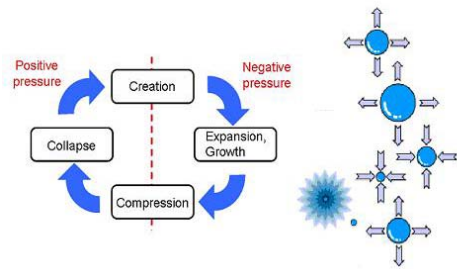 Positive
pressure
Creation
Negative
pressure
Collapse
Expansion,
Growth
Compression